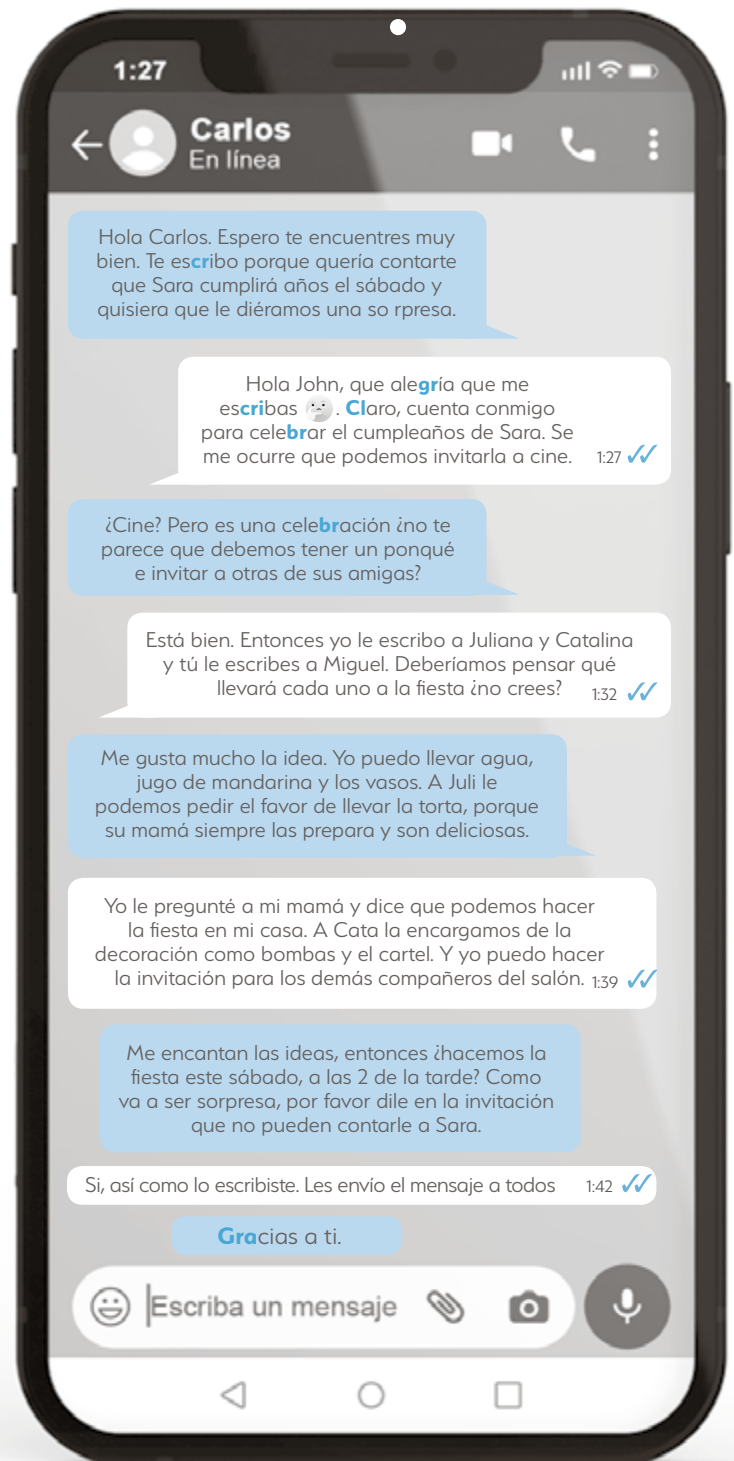 1:27
Carlos
En línea
Hola Carlos. Espero te encuentres muy
bien. Te escribo porque quería contarte
que Sara cumplirá años el sábado y
quisiera que le diéramos una so rpresa.
Hola John, que alegría que me
escribas . Claro, cuenta conmigo
para celebrar el cumpleaños de Sara. Se
me ocurre que podemos invitarla a cine. 1:27
¿Cine? Pero es una celebración ¿no te
parece que debemos tener un ponqué
e invitar a otras de sus amigas?
Está bien. Entonces yo le escribo a Juliana y Catalina
y tú le escribes a Miguel. Deberíamos pensar qué
llevará cada uno a la fiesta ¿no crees? 1:32
Me gusta mucho la idea. Yo puedo llevar agua,
jugo de mandarina y los vasos. A Juli le
podemos pedir el favor de llevar la torta, porque
su mamá siempre las prepara y son deliciosas.
Yo le pregunté a mi mamá y dice que podemos hacer
la fiesta en mi casa. A Cata la encargamos de la
decoración como bombas y el cartel. Y yo puedo hacer
la invitación para los demás compañeros del salón. 1:39
Me encantan las ideas, entonces ¿hacemos la
fiesta este sábado, a las 2 de la tarde? Como
va a ser sorpresa, por favor dile en la invitación
que no pueden contarle a Sara.
Si, así como lo escribiste. Les envío el mensaje a todos 1:42
Gracias a ti.
Escriba un mensaje